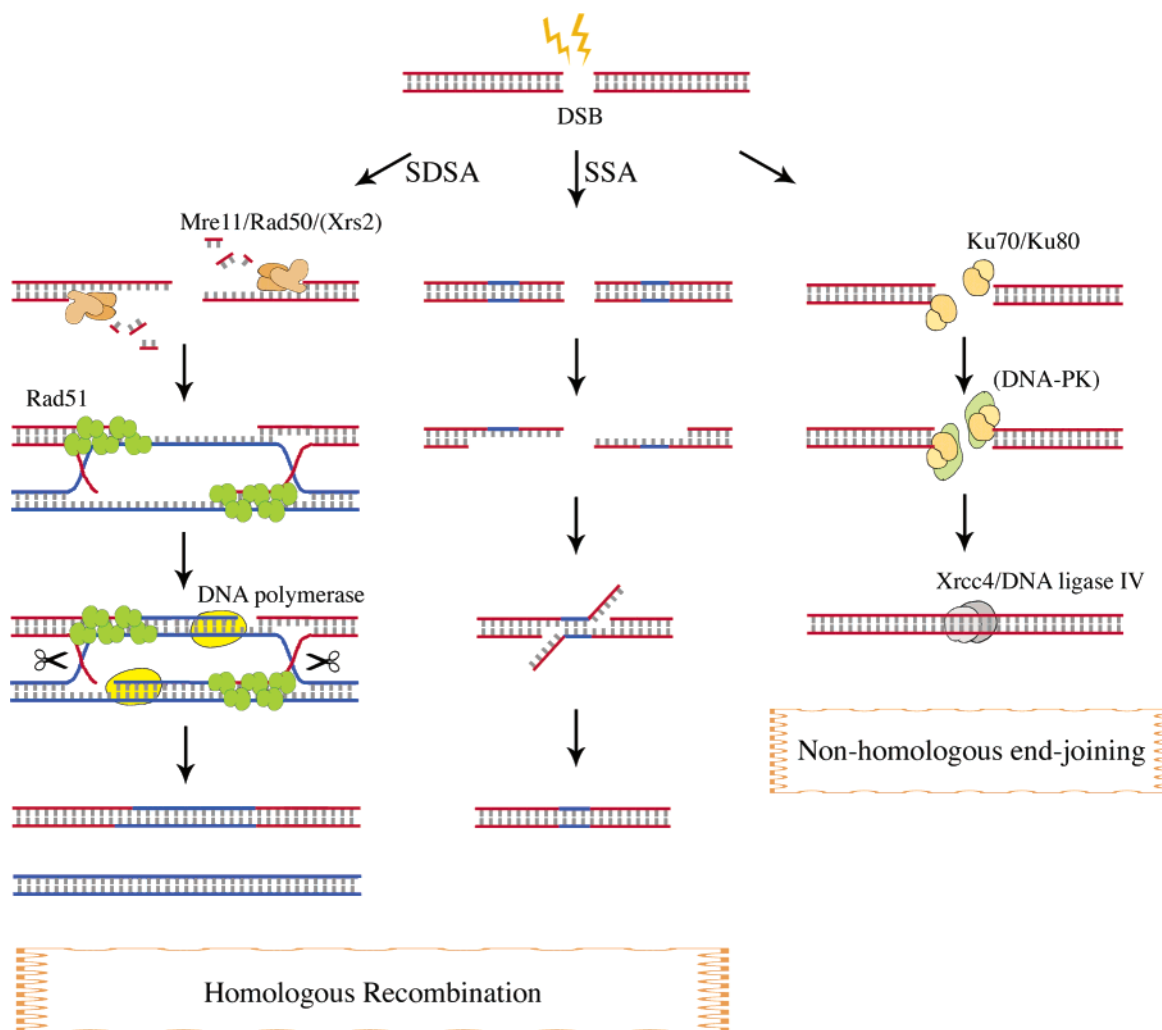 DSB
SDSA
SSA
Mre11/Rad50/(Xrs2)
Ku70/Ku80
Rad51
(DNA-PK)
DNA polymerase
Xrcc4/DNA ligase IV
Non-homologous end-joining
Homologous Recombination